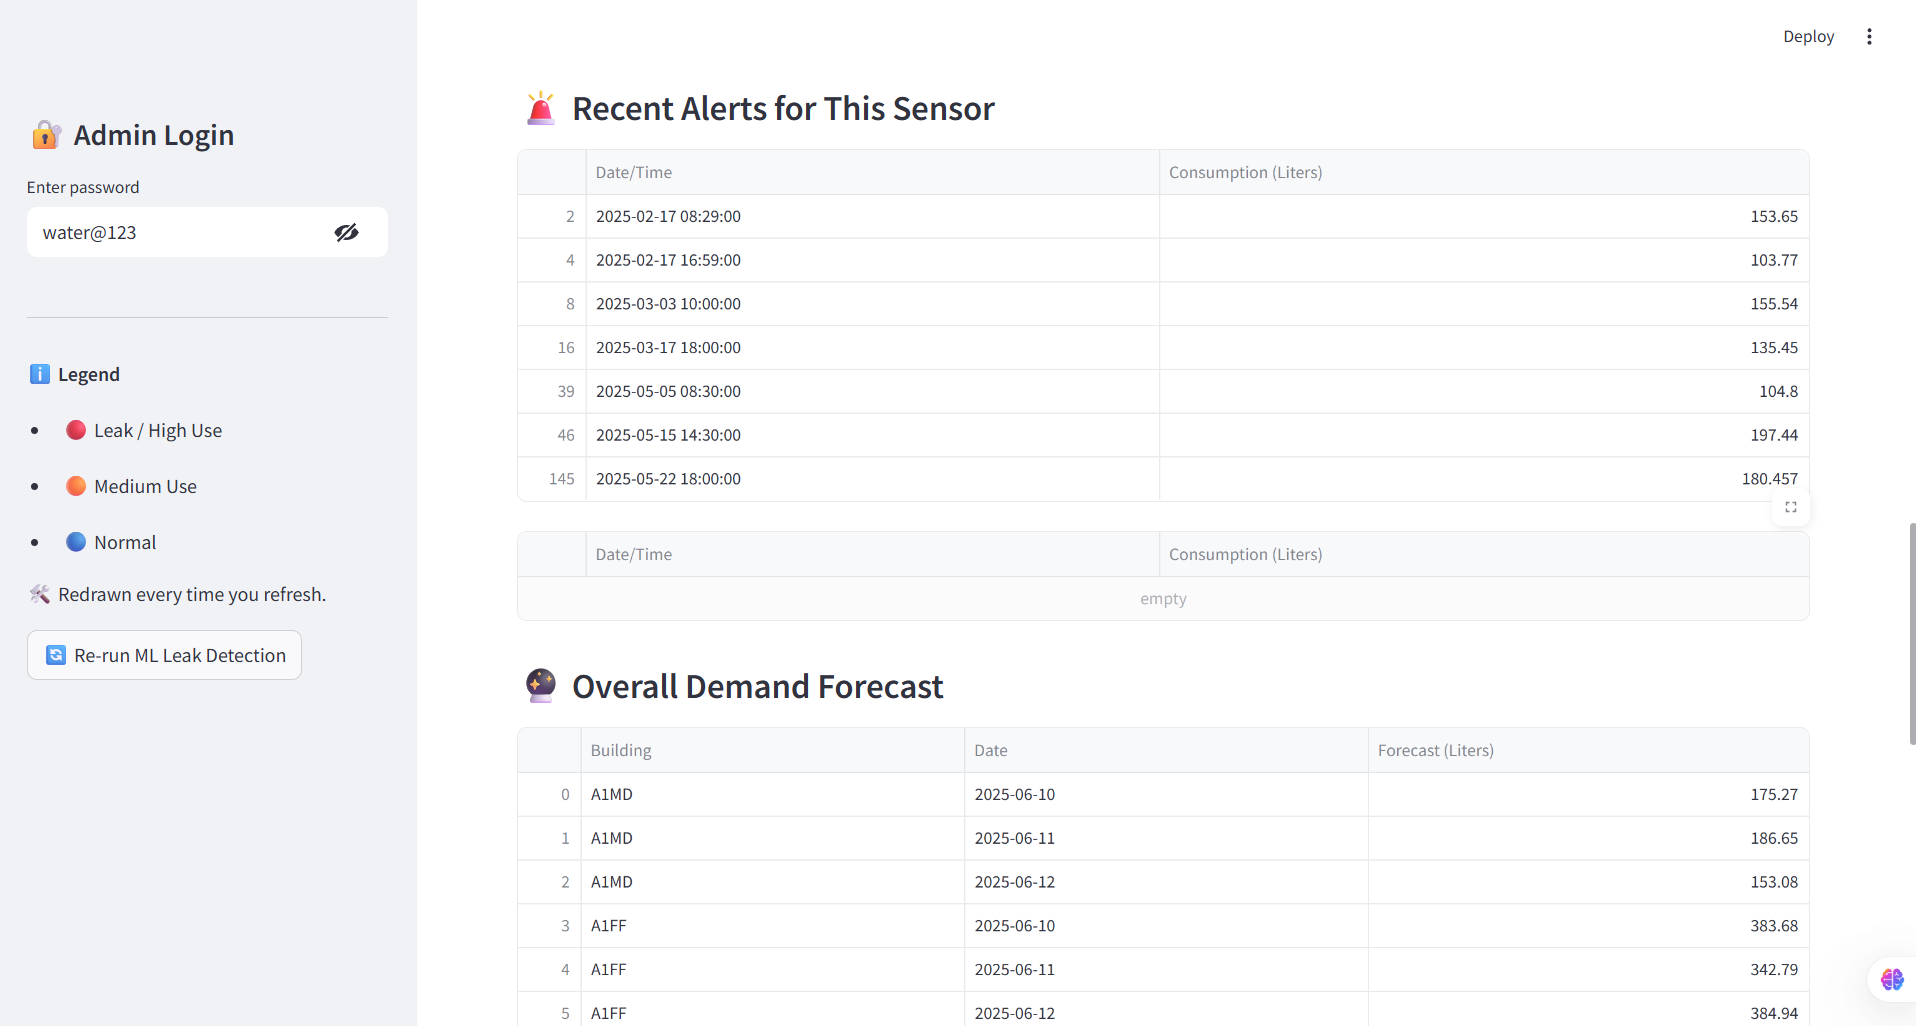 Deploy
Admin Login
Enter password
water@123
Legend
Leak / High Use
Medium Use
Normal
Redrawn every time you refresh.
Re-run ML Leak Detection
Recent Alerts for This Sensor
Date/Time Consumption (Liters)
2 2025-02-17 08:29:00 153.65
4 2025-02-17 16:59:00 103.77
8 2025-03-03 10:00:00 155.54
16 2025-03-17 18:00:00 135.45
39 2025-05-05 08:30:00 104.8
46 2025-05-15 14:30:00 197.44
145 2025-05-22 18:00:00 180.457
Date/Time Consumption (Liters)
empty
Overall Demand Forecast
Building Date Forecast (Liters)
0 A1MD 2025-06-10 175.27
1 A1MD 2025-06-11 186.65
2 A1MD 2025-06-12 153.08
3 A1FF 2025-06-10 383.68
4 A1FF 2025-06-11 342.79
5 A1FF 2025-06-12 384.94